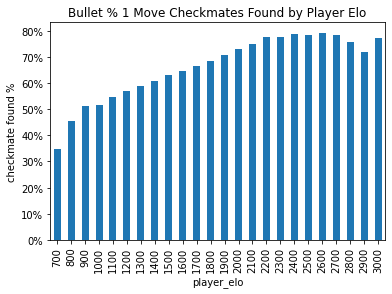 Bullet % 1 Move Checkmates Found by Player Elo
checkmate found %
80%
70%
60%
50%
40%
30%
20%
10%
0%
700 800 900 1000 1100 1200 1300 1400 1500 1600 1700 1800 1900 2000 2100 2200 2300 2400 2500 2600 2700 2800 2900 3000
player_elo